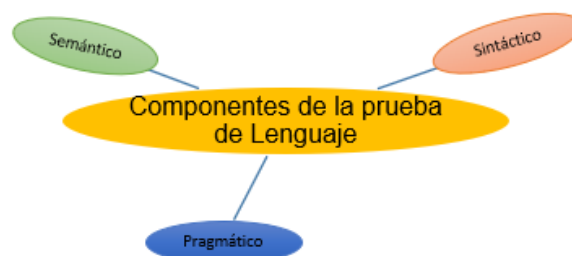 Semántico
Sintáctico
Componentes de la prueba
de Lenguaje
Pragmático